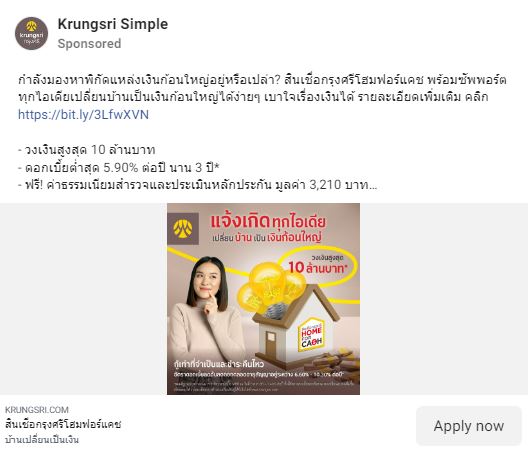 Krungsri Simple
Sponsored
krungsri
กรุงศรี
กำลังมองหาพิกัดแหล่งเงินก้อนใหญ่อยู่หรือเปล่า? สินเชื่อกรุงศรีโฮมฟอร์แคช พร้อมซัพพอร์ต
ทุกไอเดียเปลี่ยนบ้านเป็นเงินก้อนใหญ่ได้ง่ายๆ เบาใจเรื่องเงินได้ รายละเอียดเพิ่มเติม คลิก
https://bit.ly/3LfwXVN
- วงเงินสูงสุด 10 ล้านบาท
- ดอกเบี้ยต่ำสุด 5.90% ต่อปี นาน 3 ปี*
- ฟรี! ค่าธรรมเนียมสำรวจและประเมินหลักประกัน มูลค่า 3,210 บาท...
แจ้งเกิดทุกไอเดีย
เปลี่ยน บ้าน เป็น เงินก้อนใหญ่
วงเงินสูงสุด
10 ล้านบาท*
HOME
FOR
CASH
กู้เท่าที่จำเป็นและชำระคืนไหว
KRUNGSRI.COM
สินเชื่อกรุงศรีโฮมฟอร์แคช
บ้านเปลี่ยนเป็นเงิน
Apply now